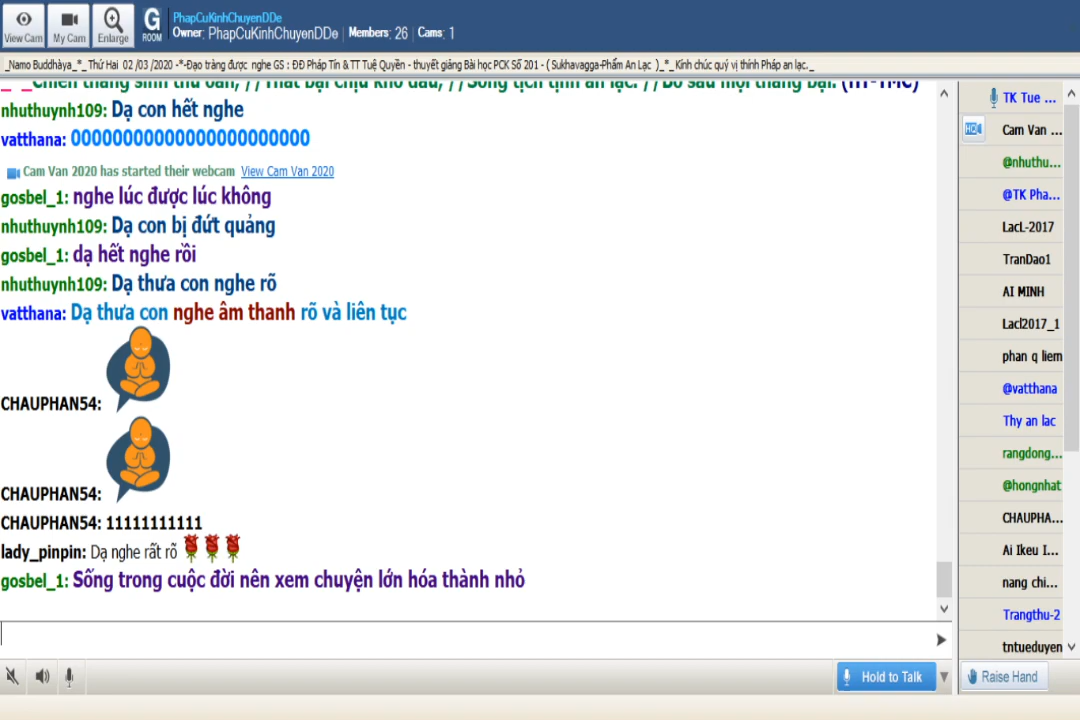 PhapCuKinhChuyenDDe
Owner: PhapCuKinhChuyenDDe Members: 26 Cams: 1
View Cam My Cam Enlarge G ROOM
_Namo Buddhàya_*_ Thứ Hai 02 /03 /2020 -*-Đạo tràng được nghe GS : ĐĐ Pháp Tín & TT Tuệ Quyền - thuyết giảng Bài học PCK Số 201 - ( Sukhavagga-Phẩm An Lạc )_*_Kính chúc quý vị thính Pháp an lạc._
nhuthuynh109: Dạ con hết nghe
vatthana: 00000000000000000000000
Cam Van 2020 has started their webcam View Cam Van 2020
gosbel_1: nghe lúc được lúc không
nhuthuynh109: Dạ con bị đứt quảng
gosbel_1: dạ hết nghe rồi
nhuthuynh109: Dạ thưa con nghe rõ
vatthana: Dạ thưa con nghe âm thanh rõ và liên tục
CHAUPHAN54:
CHAUPHAN54:
CHAUPHAN54: 11111111111
lady_pinpin: Dạ nghe rất rõ
gosbel_1: Sống trong cuộc đời nên xem chuyện lớn hóa thành nhỏ
TK Tue ...
HD Cam Van ...
@nhuthu...
@TK Pha...
LacL-2017
TranDao1
AI MINH
Lacl2017_1
phan q liem
@vatthana
Thy an lac
rangdong...
@hongnhat
CHAUPHA...
Ai Ikeu I...
nang chi...
Trangthu-2
tntueduyen
Hold to Talk
Raise Hand